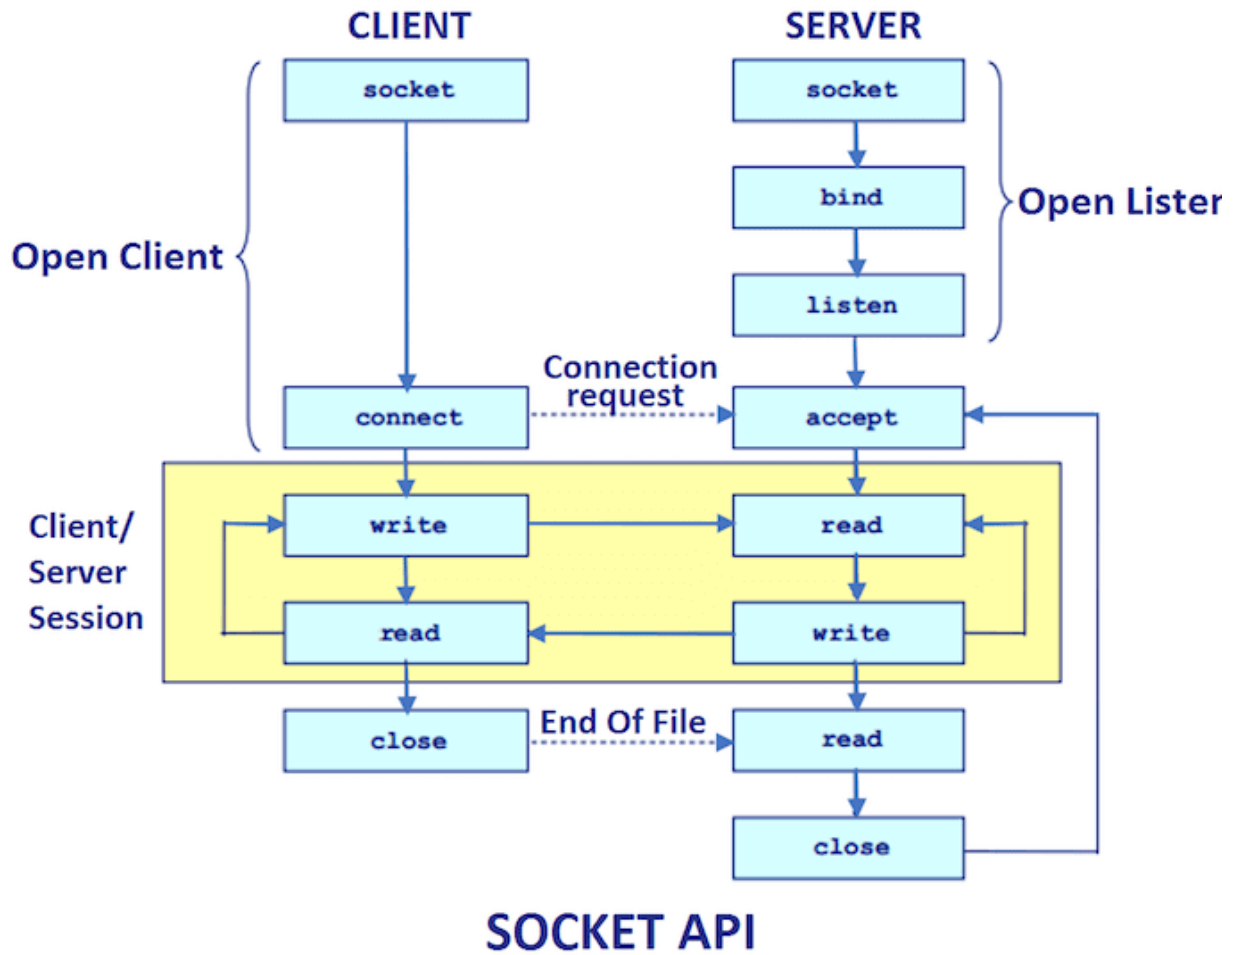 CLIENT
SERVER
socket
socket
bind
Open Lister
Open Client
listen
Connection
request
connect
accept
Client/
Server
Session
write
read
read
write
close
End Of File
read
close
SOCKET API